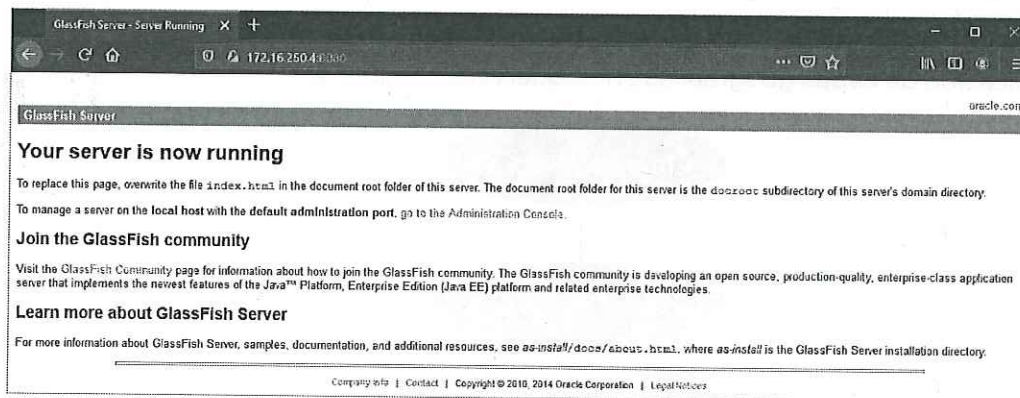 GlassFish Server - Server Running
172.16.250.4:8080
oracle.com
GlassFish Server
Your server is now running
To replace this page, overwrite the file index.html in the document root folder of this server. The document root folder for this server is the docroot subdirectory of this server's domain directory.
To manage a server on the local host with the default administration port, go to the Administration Console.
Join the GlassFish community
Visit the GlassFish Community page for information about how to join the GlassFish community. The GlassFish community is developing an open source, production-quality, enterprise-class application
server that implements the newest features of the Java™ Platform, Enterprise Edition (Java EE) platform and related enterprise technologies.
Learn more about GlassFish Server
For more information about GlassFish Server, samples, documentation, and additional resources, see as-install/docs/about.html, where as-install is the GlassFish Server installation directory.
Company Info | Contact | Copyright © 2010, 2014 Oracle Corporation | Legal Notices